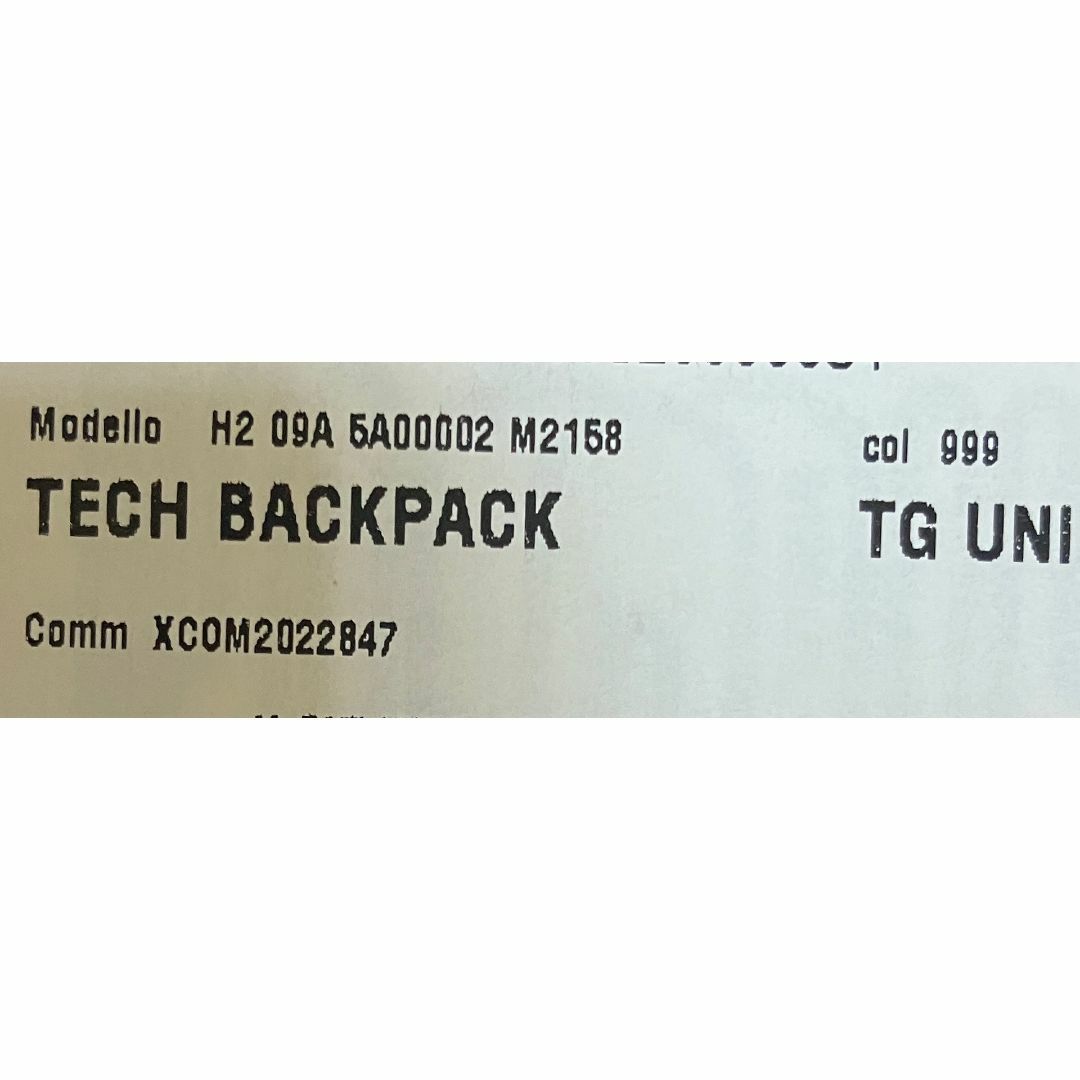 Modello H2 09A 5A00002 M2158 col 999
TECH BACKPACK TG UNI
Comm XCOM2022847